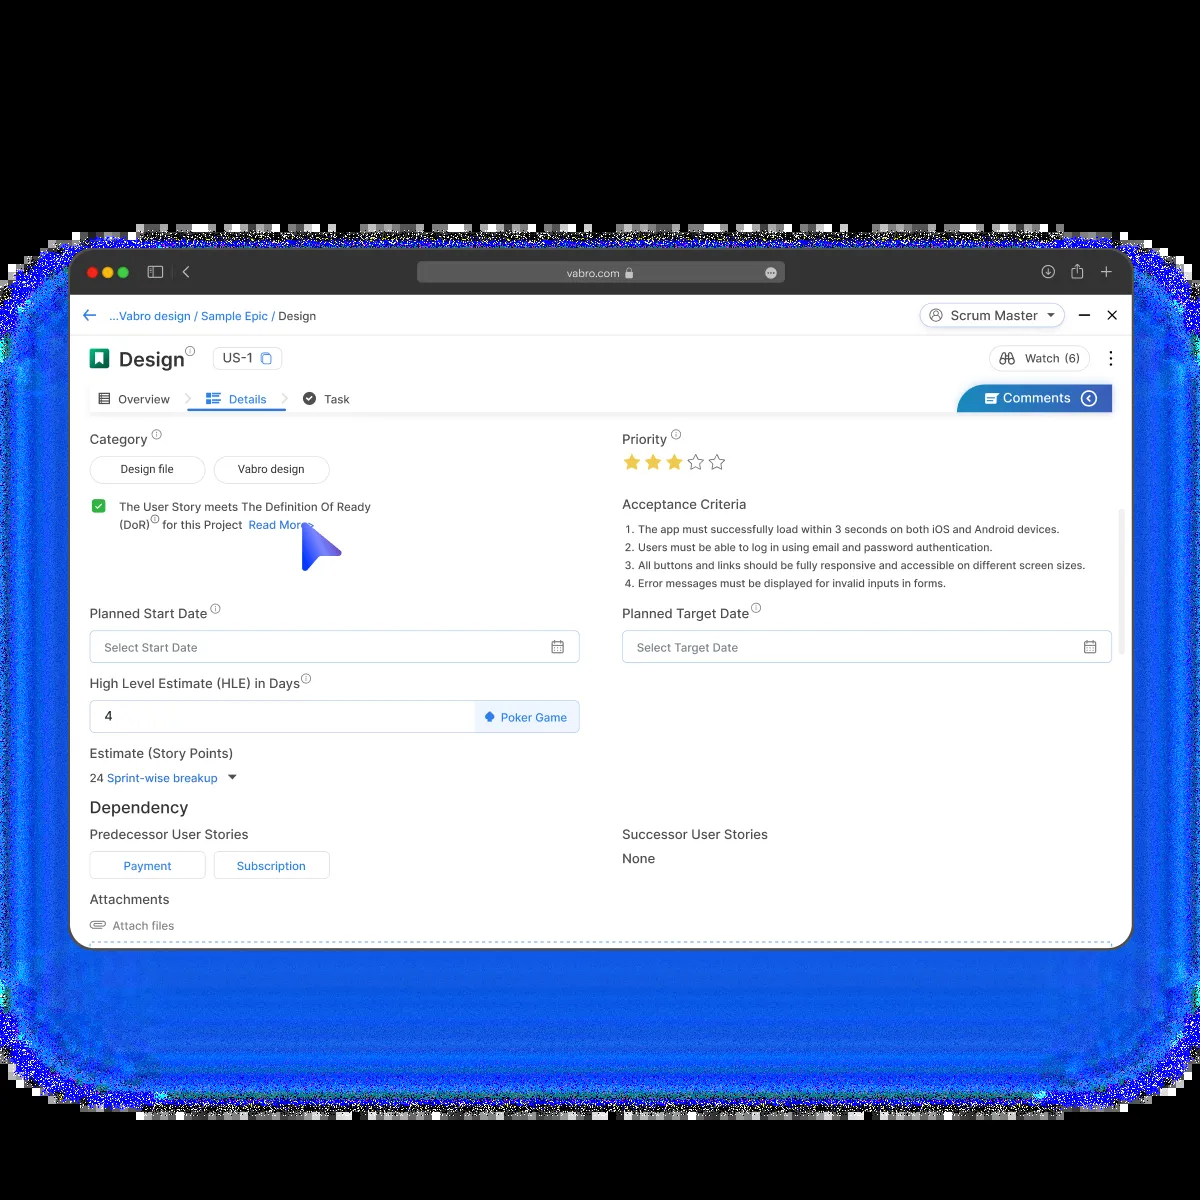 vabro.com
...Vabro design / Sample Epic / Design
Scrum Master
Design
US-1
Watch (6)
Overview
Details
Task
Comments
Category
Design file
Vabro design
The User Story meets The Definition Of Ready
(DoR) for this Project Read More
Priority
Acceptance Criteria
1. The app must successfully load within 3 seconds on both iOS and Android devices.
2. Users must be able to log in using email and password authentication.
3. All buttons and links should be fully responsive and accessible on different screen sizes.
4. Error messages must be displayed for invalid inputs in forms.
Planned Start Date
Select Start Date
Planned Target Date
Select Target Date
High Level Estimate (HLE) in Days
4
Poker Game
Estimate (Story Points)
24 Sprint-wise breakup
Dependency
Predecessor User Stories
Payment
Subscription
Successor User Stories
None
Attachments
Attach files